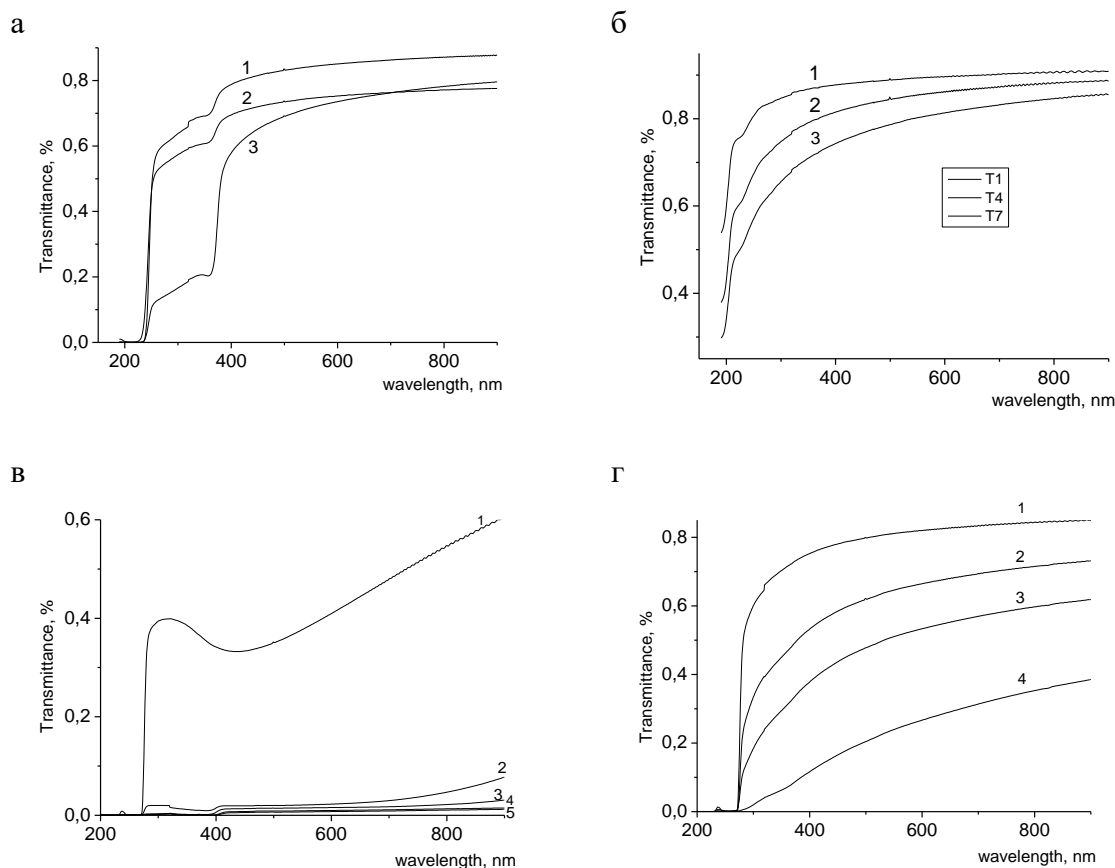 а
0,8
0,6
0,4
0,2
0,0
Transmittance, %
1
2
3
200 400 600 800
wavelength, nm
б
0,8
0,6
0,4
Transmittance, %
1
2
3
T1
T4
T7
200 400 600 800
wavelength, nm
в
0,6
0,4
0,2
0,0
Transmittance, %
1
2
3
4
5
200 400 600 800
wavelength, nm
г
0,8
0,6
0,4
0,2
0,0
Transmittance, %
1
2
3
4
200 400 600 800
wavelength, nm